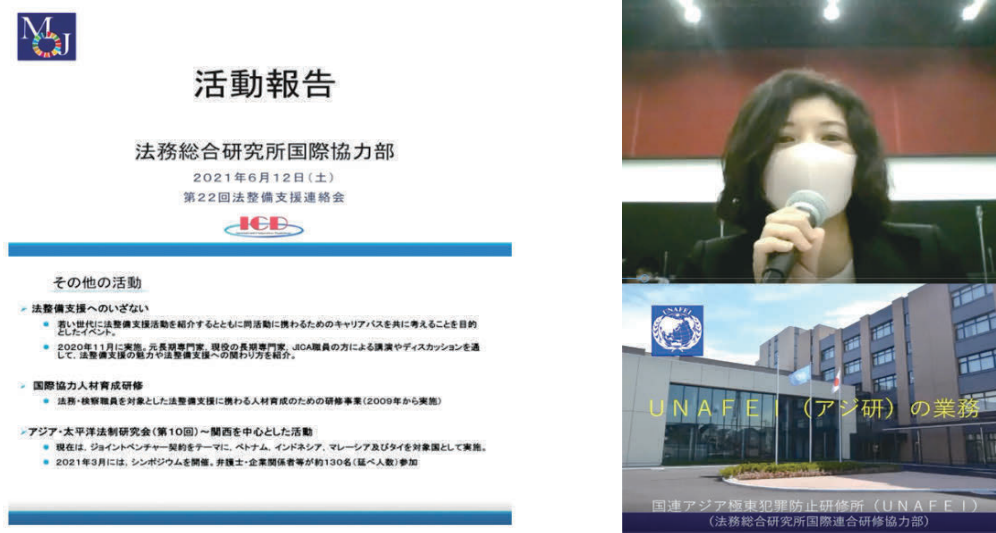 MOJ
活動報告
法務総合研究所国際協力部
2021年6月12日(土)
第22回法整備支援連絡会
ICD
その他の活動
法整備支援へのいざない
若い世代に法整備支援活動を紹介するとともに同活動に携わるためのキャリアパスを共に考えることを目的
としたイベント。
2020年11月に実施。元長期専門家、現役の長期専門家、JICA職員の方による講演やディスカッションを通
して、法整備支援の魅力や法整備支援への関わり方を紹介。
国際協力人材育成研修
法務・検察職員を対象とした法整備支援に携わる人材育成のための研修事業(2009年から実施)
アジア・太平洋法制研究会(第10回)~関西を中心とした活動
現在は、ジョイントベンチャー契約をテーマに、ベトナム、インドネシア、マレーシア及びタイを対象国として実施。
2021年3月には、シンポジウムを開催。弁護士・企業関係者等が約130名(延べ人数)参加
UNAFEI
UNAFEI(アジ研)の業務
国連アジア極東犯罪防止研修所(UNAFEI)
(法務総合研究所国際連合研修協力部)